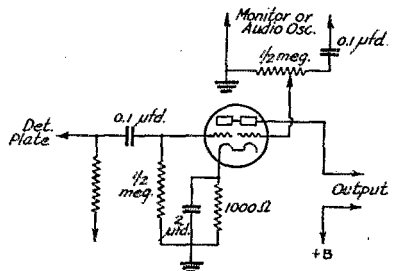 Monitor or
Audio Osc.
0.1 µfd.
1/2 meg.
0.1 µfd.
Det.
Plate
1/2
meg.
2
µfd.
1000Ω
Output
+B